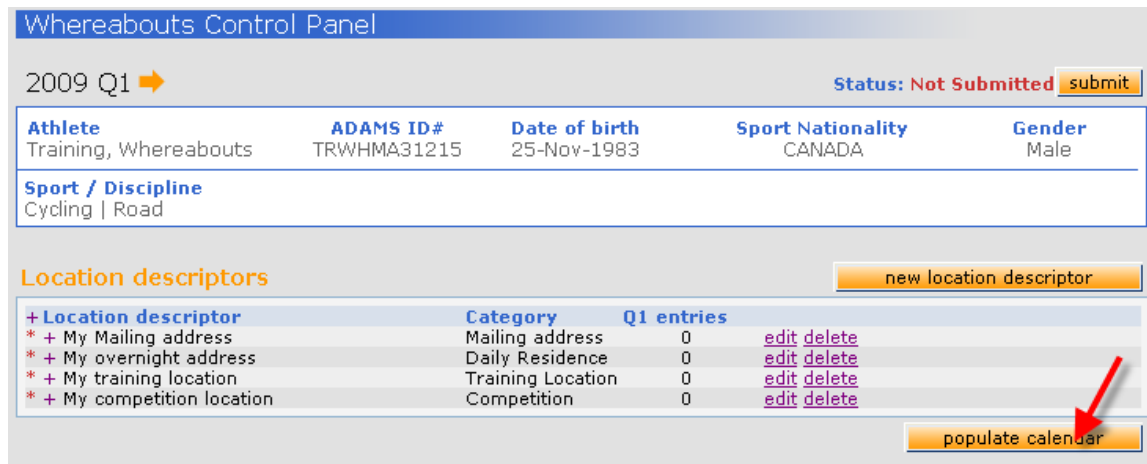 Whereabouts Control Panel
2009 Q1 Status: Not Submitted submit
Athlete ADAMS ID# Date of birth Sport Nationality Gender
Training, Whereabouts TRWHMA31215 25-Nov-1983 CANADA Male
Sport / Discipline
Cycling | Road
Location descriptors new location descriptor
+ Location descriptor Category Q1 entries
* + My Mailing address Mailing address 0 edit delete
* + My overnight address Daily Residence 0 edit delete
* + My training location Training Location 0 edit delete
* + My competition location Competition 0 edit delete
populate calendar